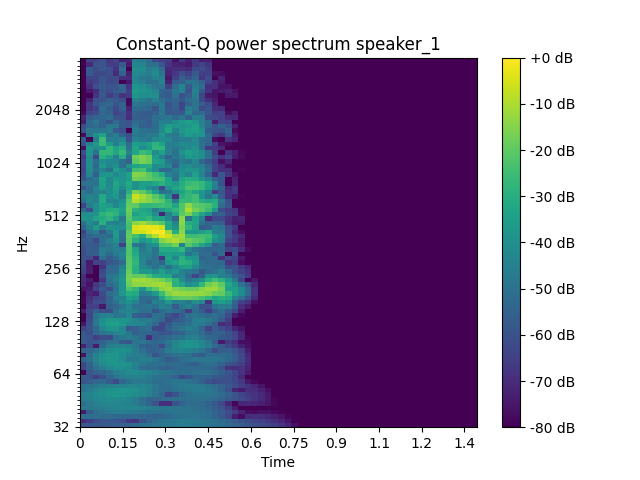 Constant-Q power spectrum speaker_1
Hz
2048
1024
512
256
128
64
32
0 0.15 0.3 0.45 0.6 0.75 0.9 1.1 1.2 1.4
Time
+0 dB
-10 dB
-20 dB
-30 dB
-40 dB
-50 dB
-60 dB
-70 dB
-80 dB